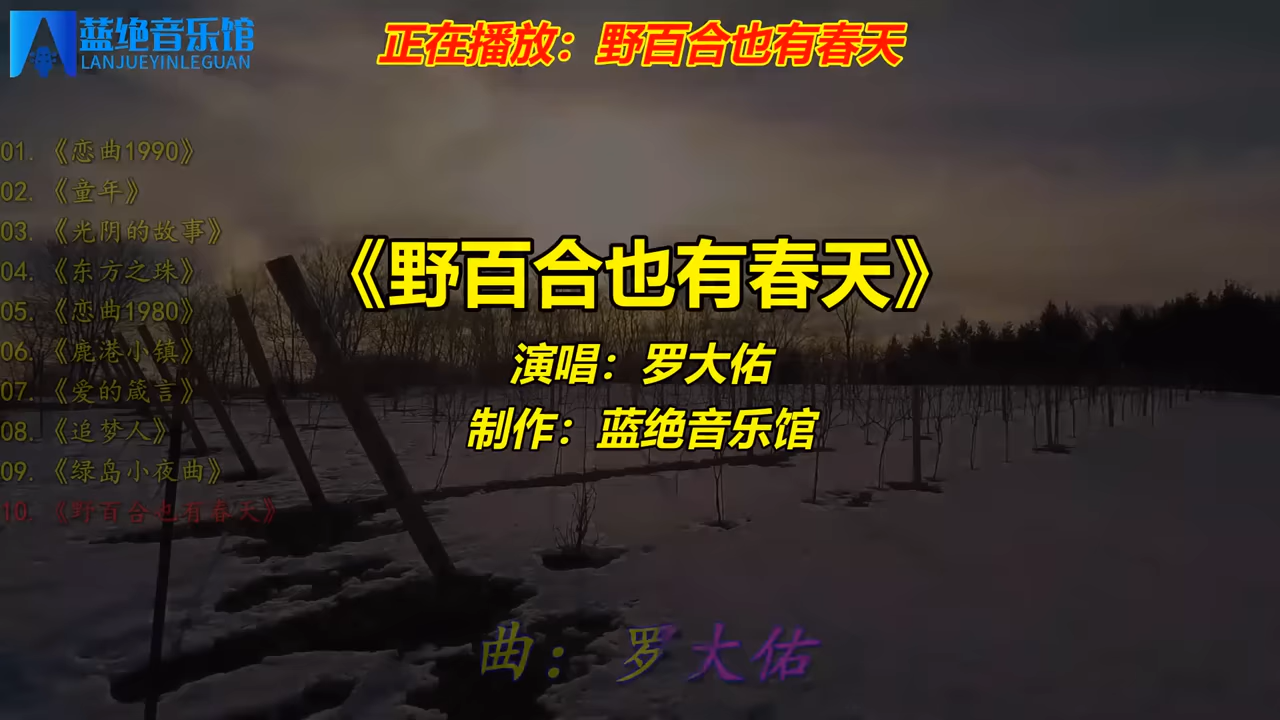 蓝绝音乐馆
LANJUEYINLEGUAN
正在播放：野百合也有春天
01.《恋曲1990》
02.《童年》
03.《光阴的故事》
04.《东方之珠》
05.《恋曲1980》
06.《鹿港小镇》
07.《爱的箴言》
08.《追梦人》
09.《绿岛小夜曲》
10.《野百合也有春天》
《野百合也有春天》
演唱：罗大佑
制作：蓝绝音乐馆
曲：罗大佑